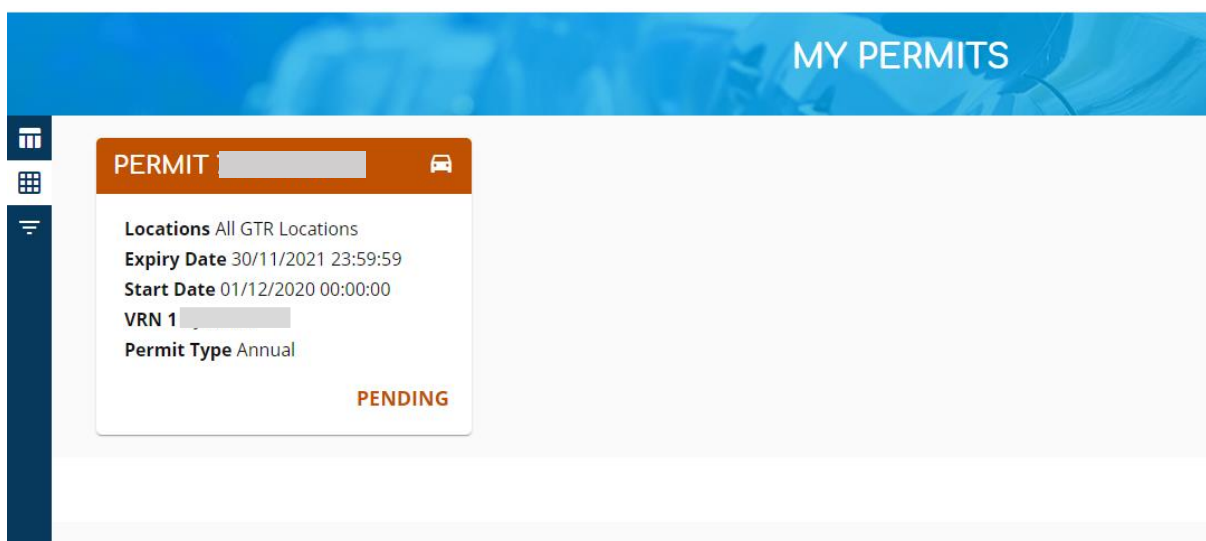 MY PERMITS
PERMIT
Locations All GTR Locations
Expiry Date 30/11/2021 23:59:59
Start Date 01/12/2020 00:00:00
VRN 1
Permit Type Annual
PENDING